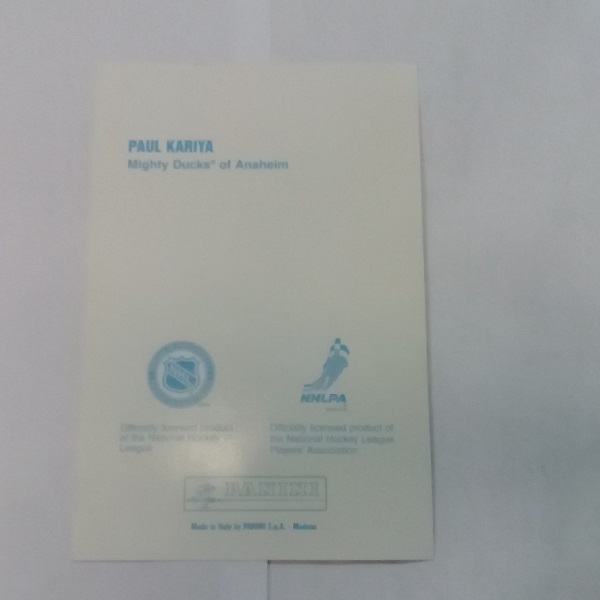 PAUL KARIYA
Mighty Ducks® of Anaheim
NHL
NHLPA
Officially licensed product
of the National Hockey
League
Officially licensed product of
the National Hockey League
Players' Association
PANINI
Made in Italy by PANINI S.p.A. - Modena